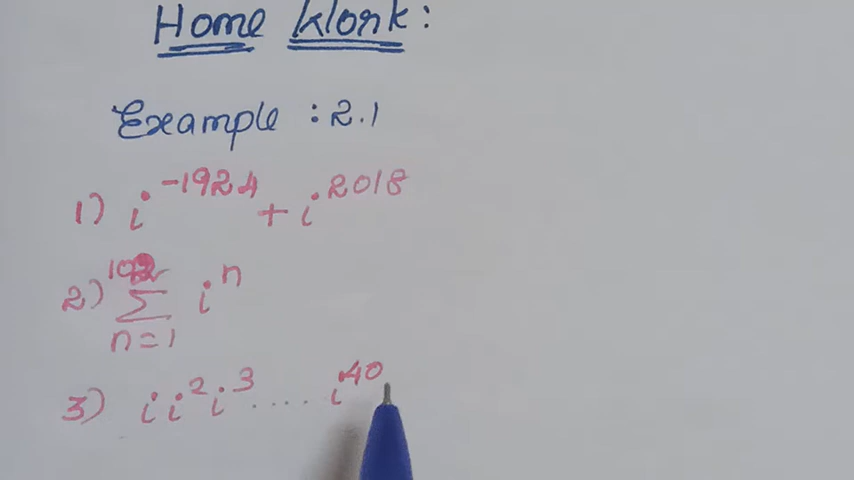 Home Work:
Example : 2.1
1) i^-1924 + i^2018
2) ∑ n=1 i^n
3) i i^2 i^3 .... i^40